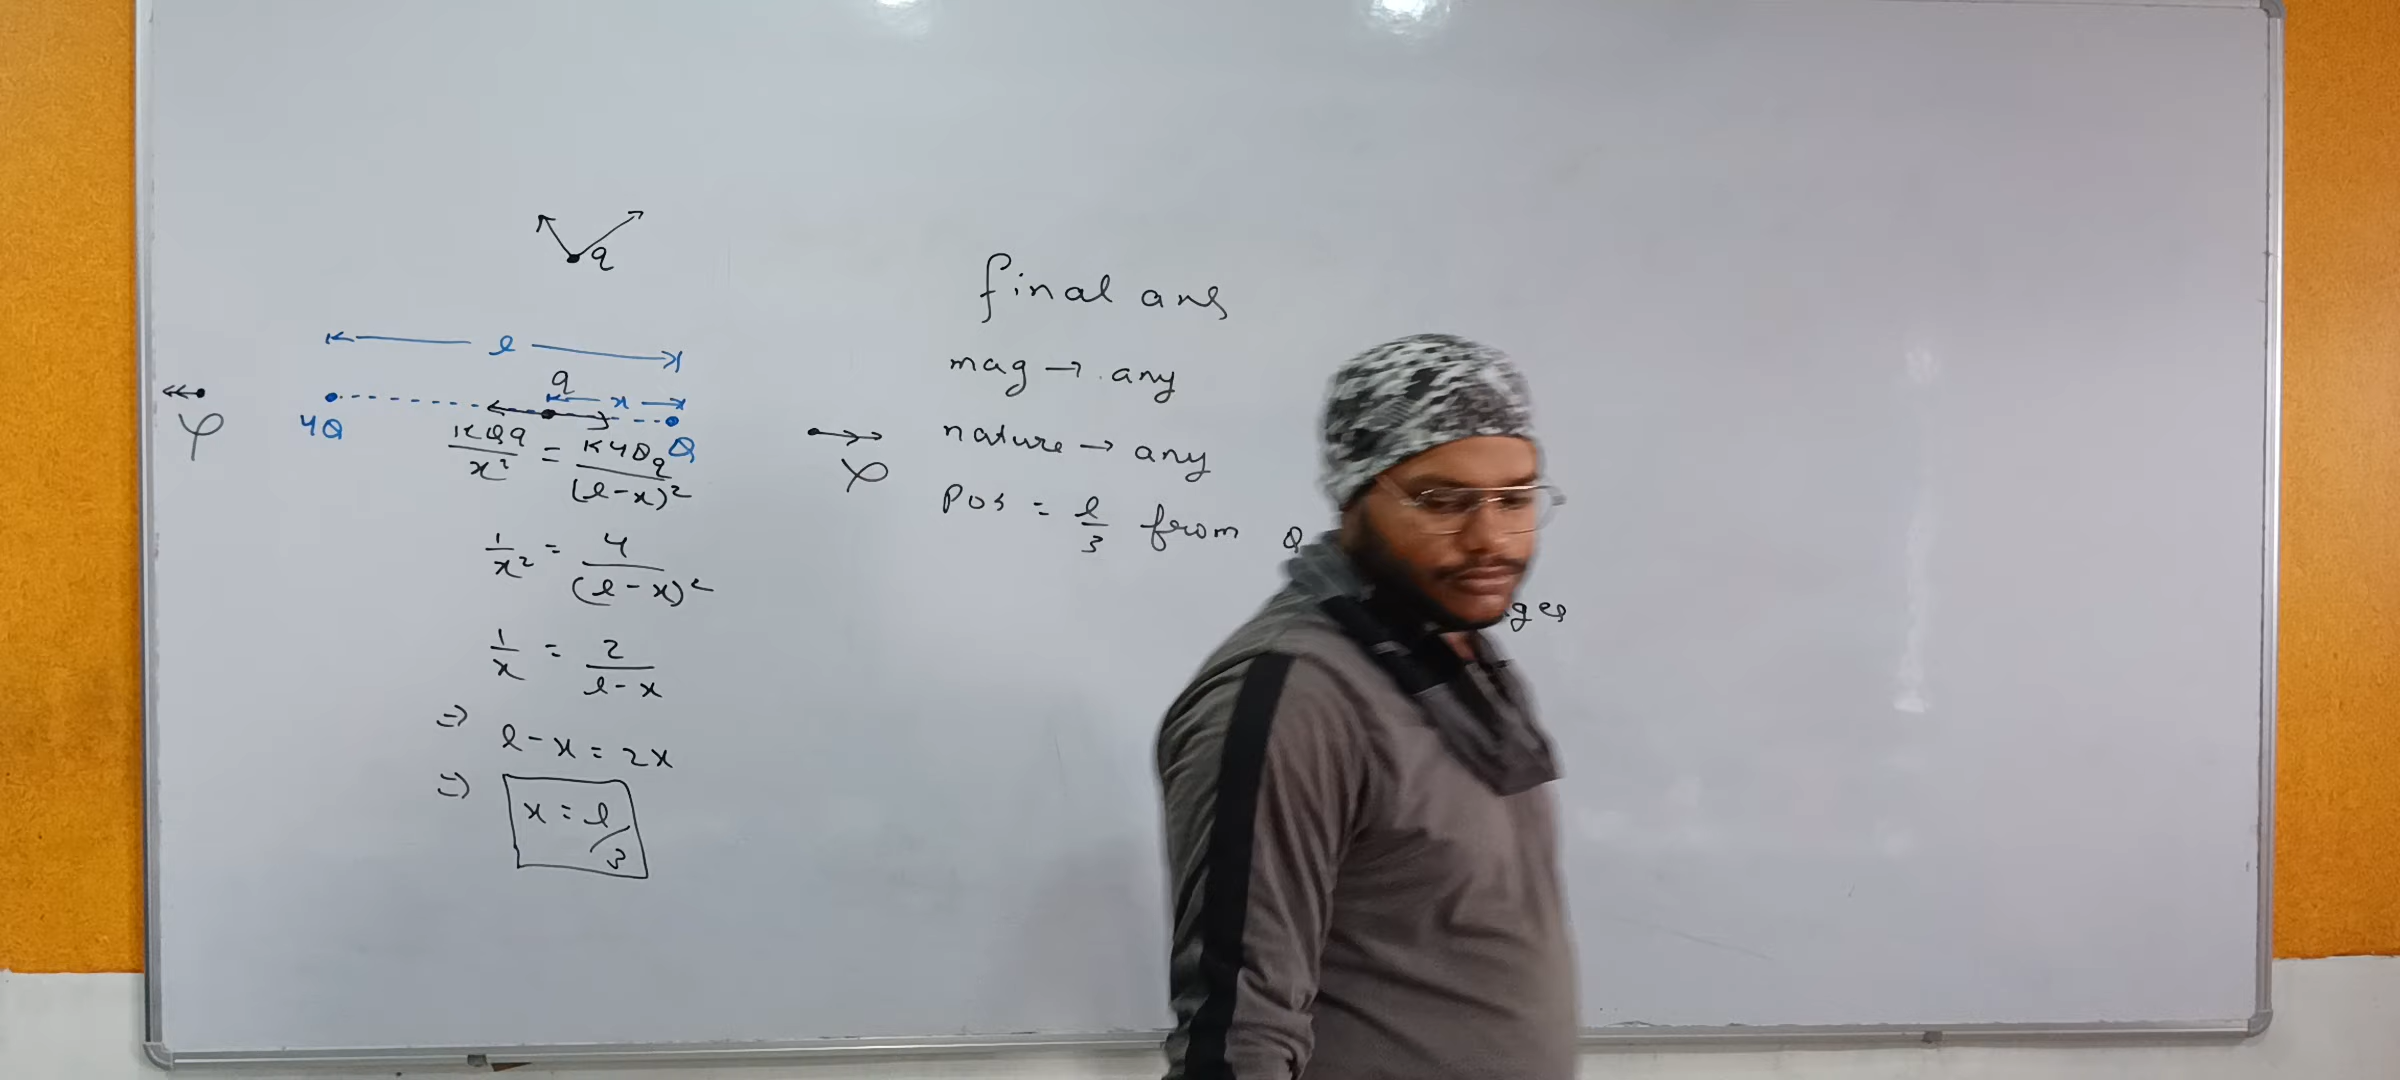 q
l
q
x
4Q
Q
φ
φ
KQq/x² = K4Qq/(l-x)²
1/x² = 4/(l-x)²
1/x = 2/(l-x)
⇒ l-x = 2x
⇒ x = l/3
final ans
mag → any
nature → any
pos = l/3 from Q